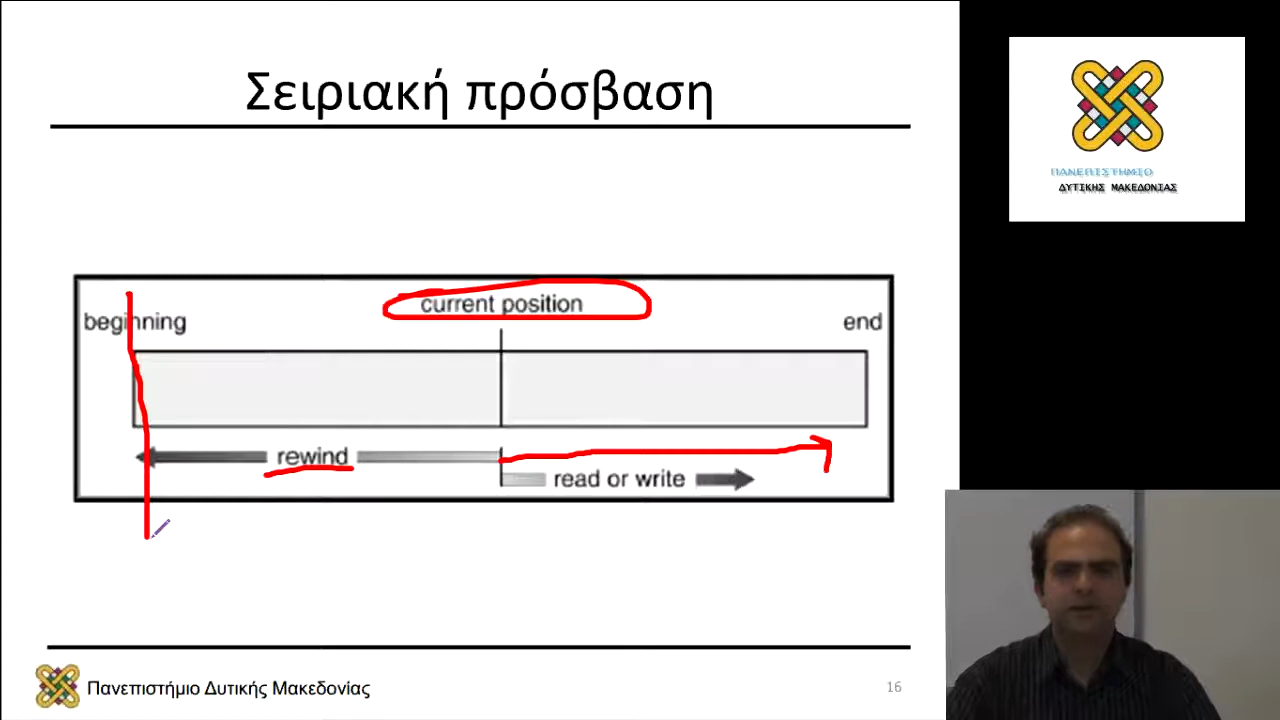 Σειριακή πρόσβαση
ΠΑΝΕΠΙΣΤΗΜΙΟ
ΔΥΤΙΚΗΣ ΜΑΚΕΔΟΝΙΑΣ
current position
beginning
end
rewind
read or write
Πανεπιστήμιο Δυτικής Μακεδονίας
16